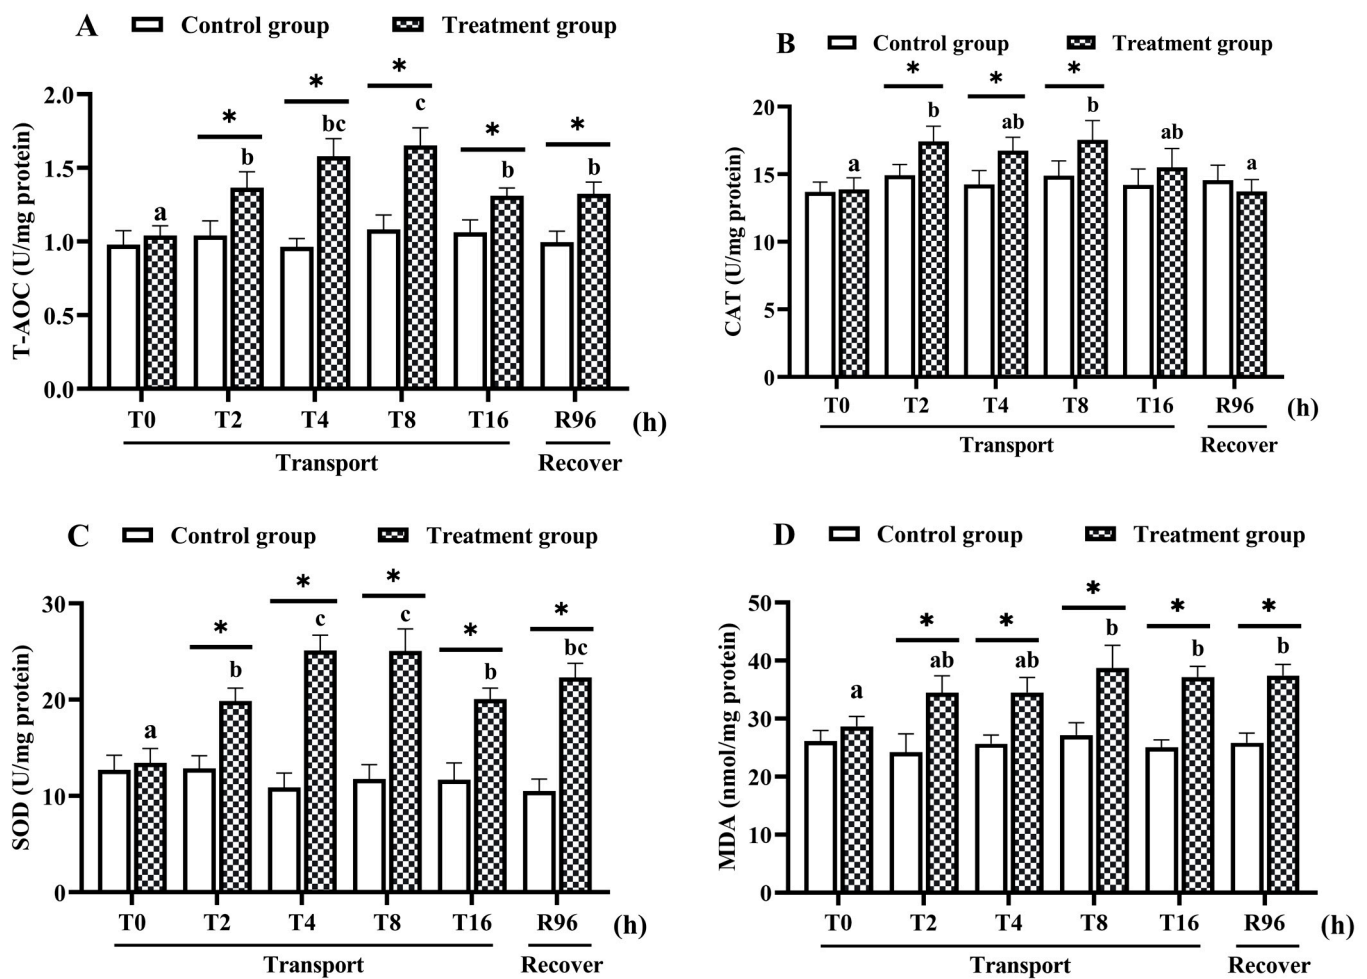 A Control group Treatment group
T-AOC (U/mg protein)
2.0
1.5
1.0
0.5
0.0
* * * * *
a b bc c b b
T0 T2 T4 T8 T16 R96 (h)
Transport Recover
B Control group Treatment group
CAT (U/mg protein)
20
15
10
5
0
* * *
a b ab b ab a
T0 T2 T4 T8 T16 R96 (h)
Transport Recover
C Control group Treatment group
SOD (U/mg protein)
30
20
10
0
* * * * *
a b c c b bc
T0 T2 T4 T8 T16 R96 (h)
Transport Recover
D Control group Treatment group
MDA (nmol/mg protein)
50
40
30
20
10
0
* * * * *
a ab ab b b b
T0 T2 T4 T8 T16 R96 (h)
Transport Recover